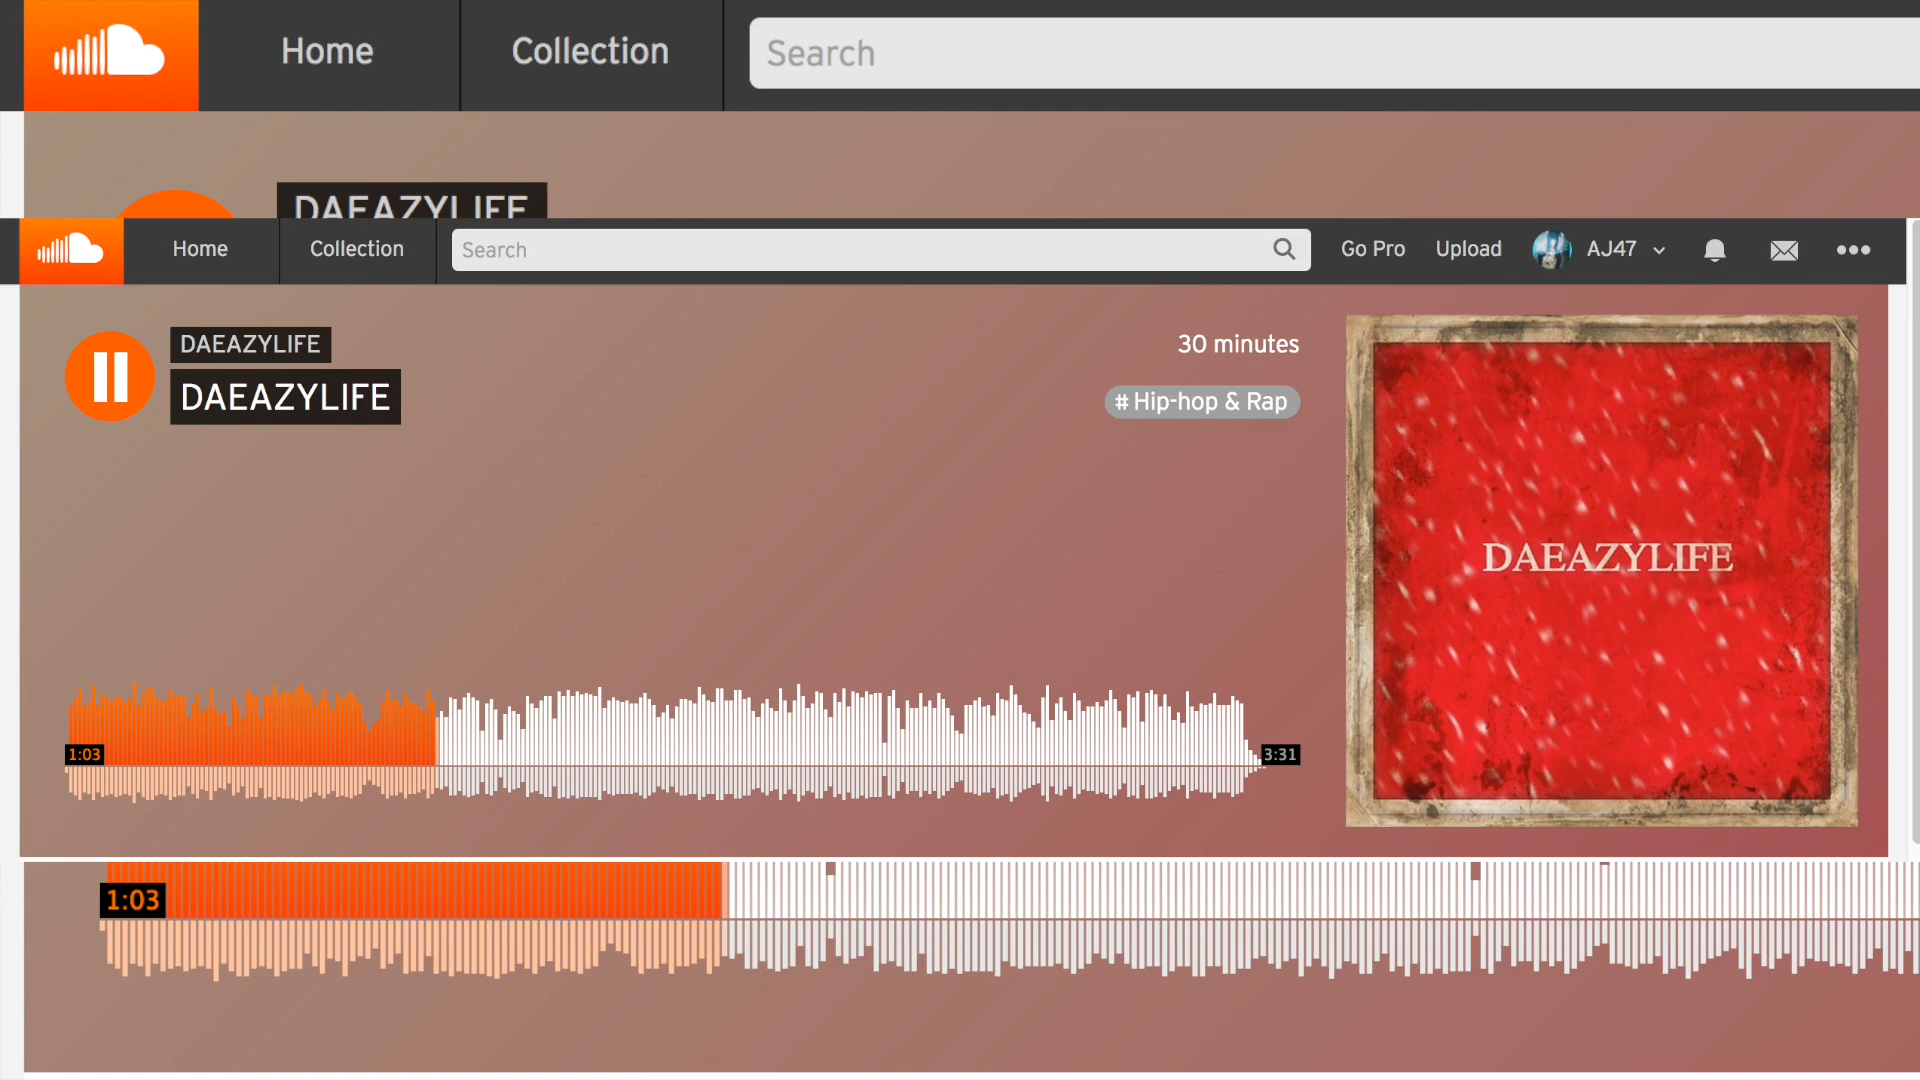 Home
Collection
Search
DAEAZYLIFE
Home
Collection
Search
Go Pro
Upload
AJ47
DAEAZYLIFE
DAEAZYLIFE
30 minutes
# Hip-hop & Rap
DAEAZYLIFE
1:03
3:31
1:03